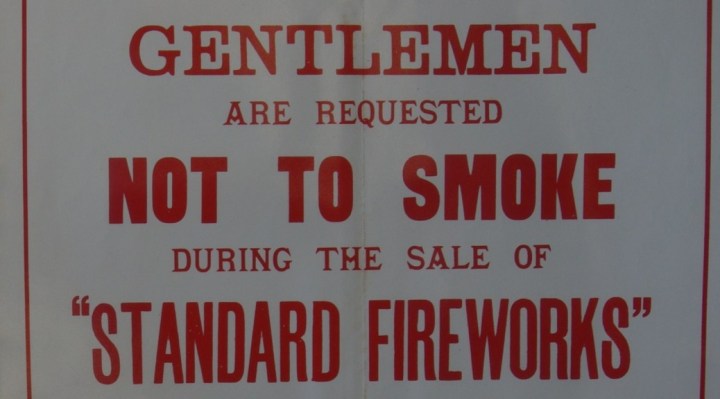 GENTLEMEN
ARE REQUESTED
NOT TO SMOKE
DURING THE SALE OF
“STANDARD FIREWORKS”